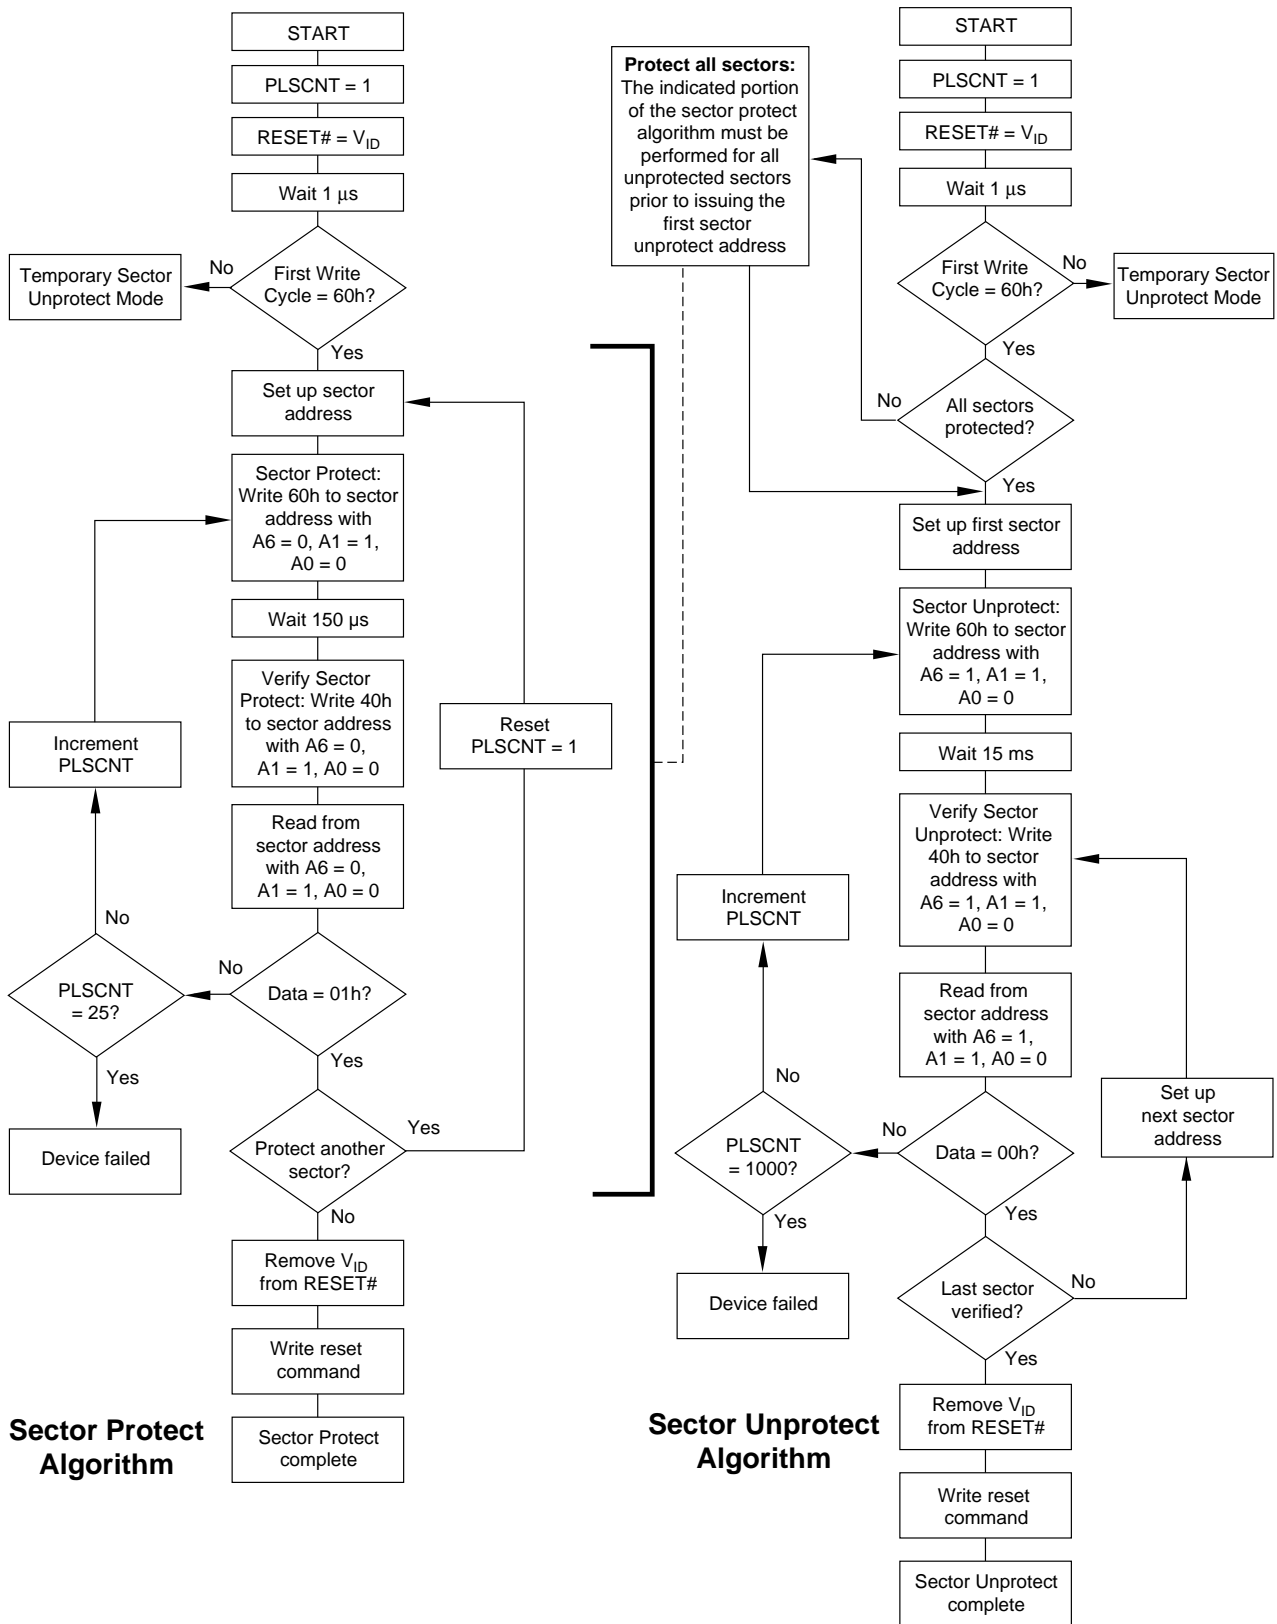 START
PLSCNT = 1
RESET# = VID
Wait 1 μs
First Write
Cycle = 60h?
No
Temporary Sector
Unprotect Mode
Yes
Set up sector
address
Sector Protect:
Write 60h to sector
address with
A6 = 0, A1 = 1,
A0 = 0
Wait 150 μs
Verify Sector
Protect: Write 40h
to sector address
with A6 = 0,
A1 = 1, A0 = 0
Read from
sector address
with A6 = 0,
A1 = 1, A0 = 0
Increment
PLSCNT
Reset
PLSCNT = 1
No
No
PLSCNT
= 25?
Data = 01h?
Yes
Yes
Device failed
Protect another
sector?
Yes
No
Remove VID
from RESET#
Write reset
command
Sector Protect
complete
Sector Protect
Algorithm
Protect all sectors:
The indicated portion
of the sector protect
algorithm must be
performed for all
unprotected sectors
prior to issuing the
first sector
unprotect address
START
PLSCNT = 1
RESET# = VID
Wait 1 μs
First Write
Cycle = 60h?
No
Temporary Sector
Unprotect Mode
Yes
No
All sectors
protected?
Yes
Set up first sector
address
Sector Unprotect:
Write 60h to sector
address with
A6 = 1, A1 = 1,
A0 = 0
Wait 15 ms
Verify Sector
Unprotect: Write
40h to sector
address with
A6 = 1, A1 = 1,
A0 = 0
Increment
PLSCNT
Read from
sector address
with A6 = 1,
A1 = 1, A0 = 0
No
No
PLSCNT
= 1000?
Data = 00h?
Set up
next sector
address
Yes
Yes
Device failed
Last sector
verified?
No
Yes
Remove VID
from RESET#
Write reset
command
Sector Unprotect
complete
Sector Unprotect
Algorithm